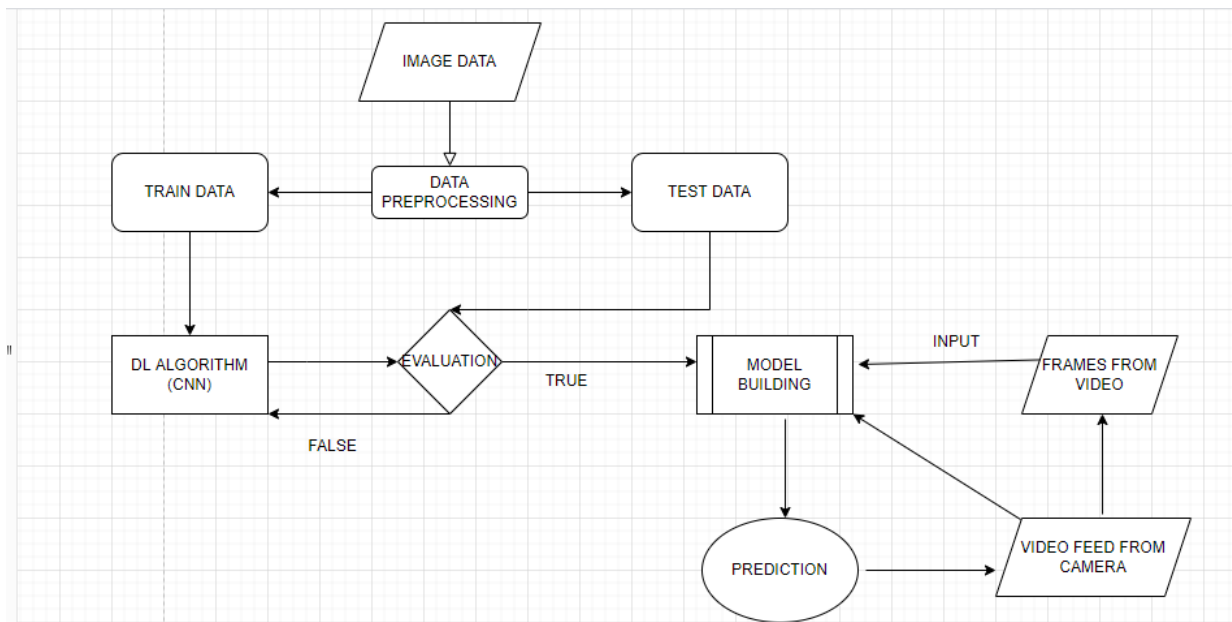 IMAGE DATA
TRAIN DATA
DATA
PREPROCESSING
TEST DATA
DL ALGORITHM
(CNN)
EVALUATION
TRUE
FALSE
MODEL
BUILDING
INPUT
FRAMES FROM
VIDEO
PREDICTION
VIDEO FEED FROM
CAMERA